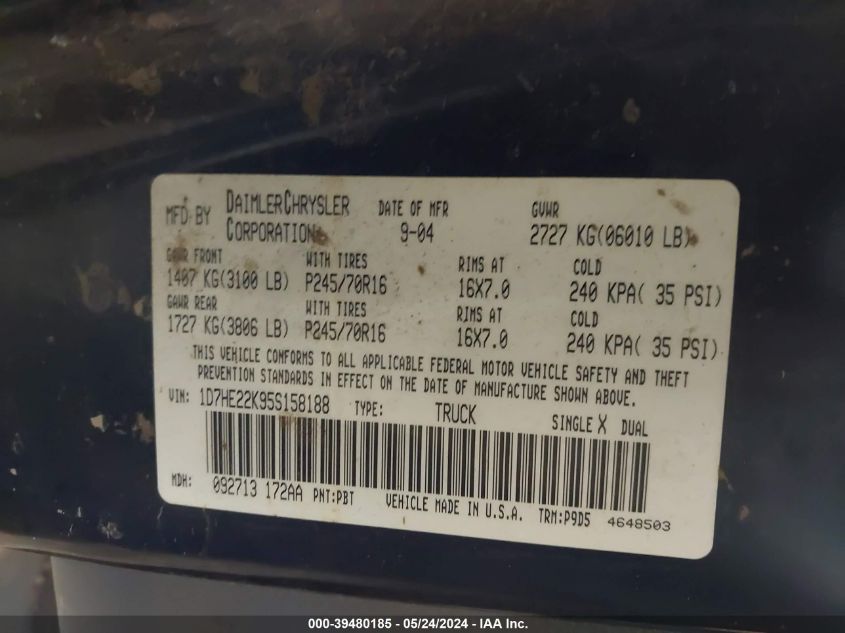 MFD BY DAIMLERCHRYSLER CORPORATION DATE OF MFR 9-04 GVWR 2727 KG(06010 LB)
GAWR FRONT WITH TIRES RIMS AT COLD
1407 KG(3100 LB) P245/70R16 16X7.0 240 KPA( 35 PSI)
GAWR REAR WITH TIRES RIMS AT COLD
1727 KG(3806 LB) P245/70R16 16X7.0 240 KPA( 35 PSI)
THIS VEHICLE CONFORMS TO ALL APPLICABLE FEDERAL MOTOR VEHICLE SAFETY AND THEFT
PREVENTION STANDARDS IN EFFECT ON THE DATE OF MANUFACTURE SHOWN ABOVE.
VIN: 1D7HE22K95S158188 TYPE: TRUCK SINGLE X DUAL
MDH: 092713 172AA PNT:PBT VEHICLE MADE IN U.S.A. TRM:P9D5 4648503
000-39480185 - 05/24/2024 - IAA Inc.